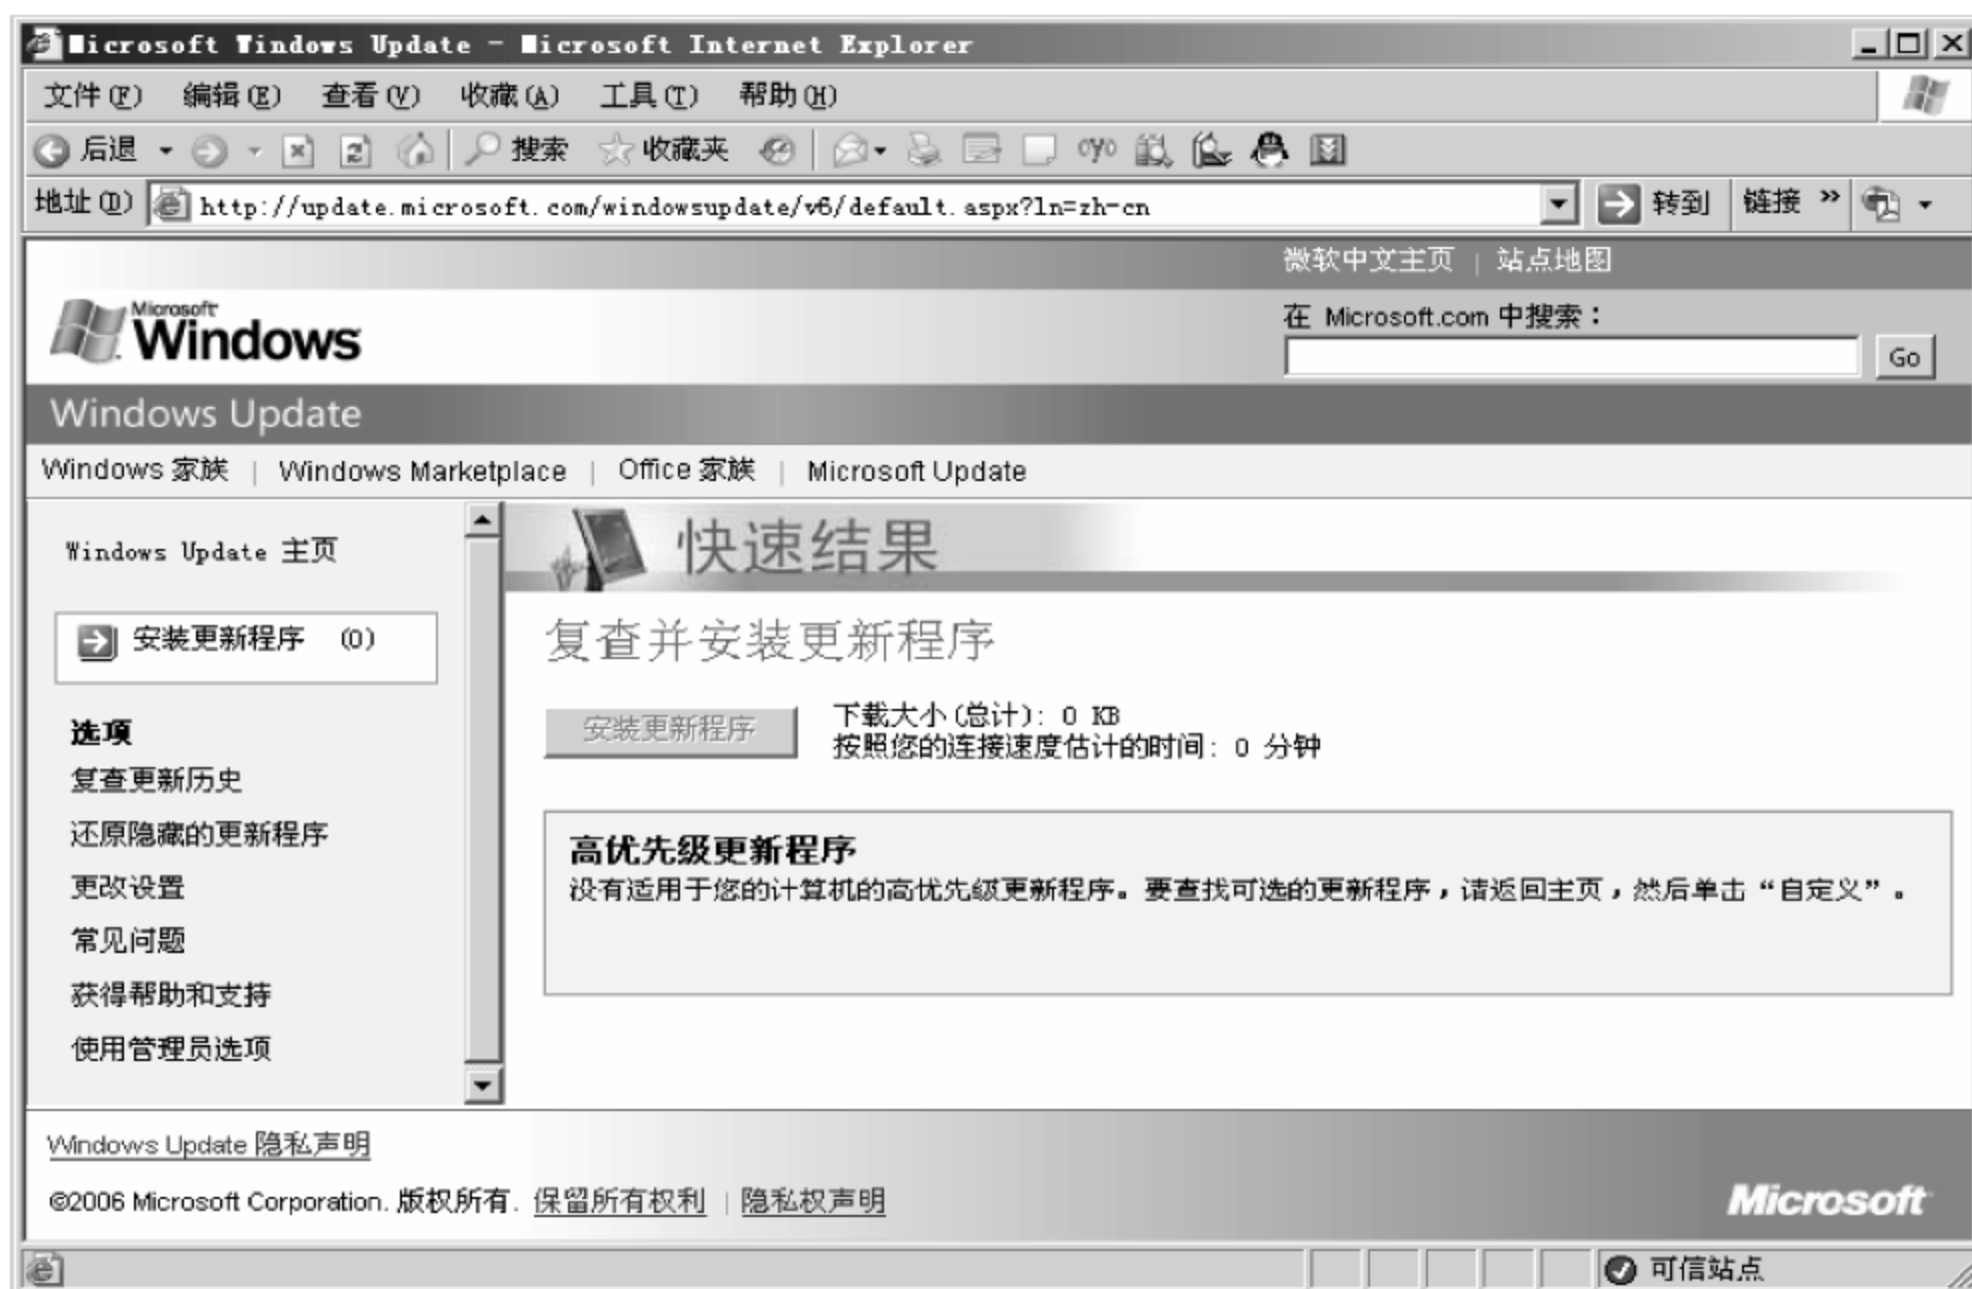 Microsoft Windows Update - Microsoft Internet Explorer
文件(F) 编辑(E) 查看(V) 收藏(A) 工具(T) 帮助(H)
后退 搜索 收藏夹
地址(D) http://update.microsoft.com/windowsupdate/v6/default.aspx?ln=zh-cn 转到 链接 »
微软中文主页 | 站点地图
Microsoft Windows
在 Microsoft.com 中搜索：
Go
Windows Update
Windows 家族 | Windows Marketplace | Office 家族 | Microsoft Update
Windows Update 主页
安装更新程序 (0)
选项
复查更新历史
还原隐藏的更新程序
更改设置
常见问题
获得帮助和支持
使用管理员选项
快速结果
复查并安装更新程序
安装更新程序
下载大小(总计): 0 KB
按照您的连接速度估计的时间: 0 分钟
高优先级更新程序
没有适用于您的计算机的高优先级更新程序。要查找可选的更新程序，请返回主页，然后单击“自定义”。
Windows Update 隐私声明
©2006 Microsoft Corporation. 版权所有. 保留所有权利 | 隐私权声明
Microsoft
可信站点